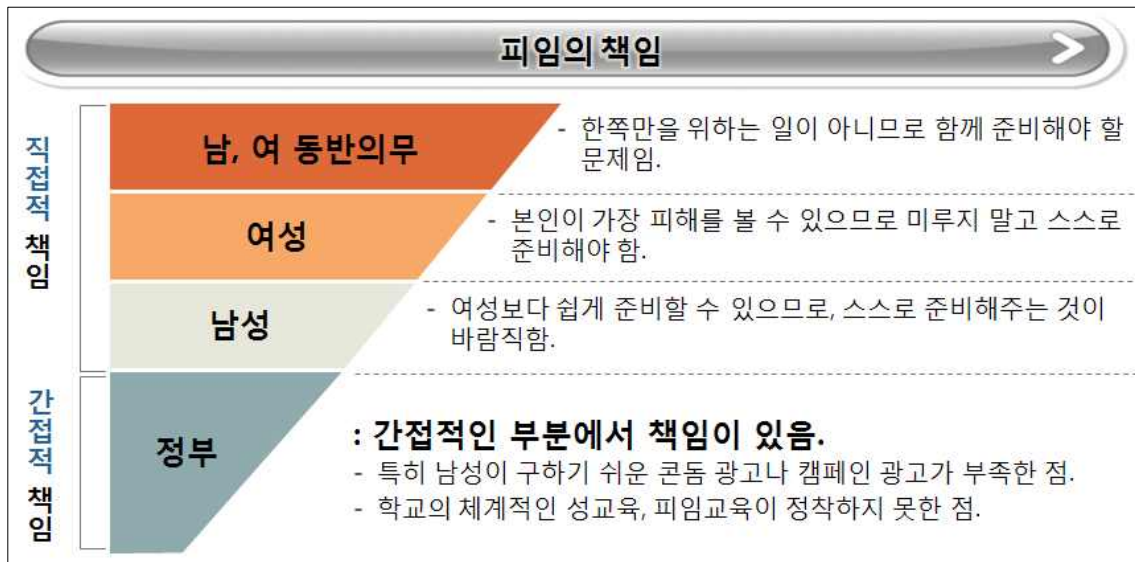 피임의 책임
직접적 책임
남, 여 동반의무
- 한쪽만을 위하는 일이 아니므로 함께 준비해야 할
문제임.
여성
- 본인이 가장 피해를 볼 수 있으므로 미루지 말고 스스로
준비해야 함.
남성
- 여성보다 쉽게 준비할 수 있으므로, 스스로 준비해주는 것이
바람직함.
간접적 책임
정부
: 간접적인 부분에서 책임이 있음.
- 특히 남성이 구하기 쉬운 콘돔 광고나 캠페인 광고가 부족한 점.
- 학교의 체계적인 성교육, 피임교육이 정착하지 못한 점.